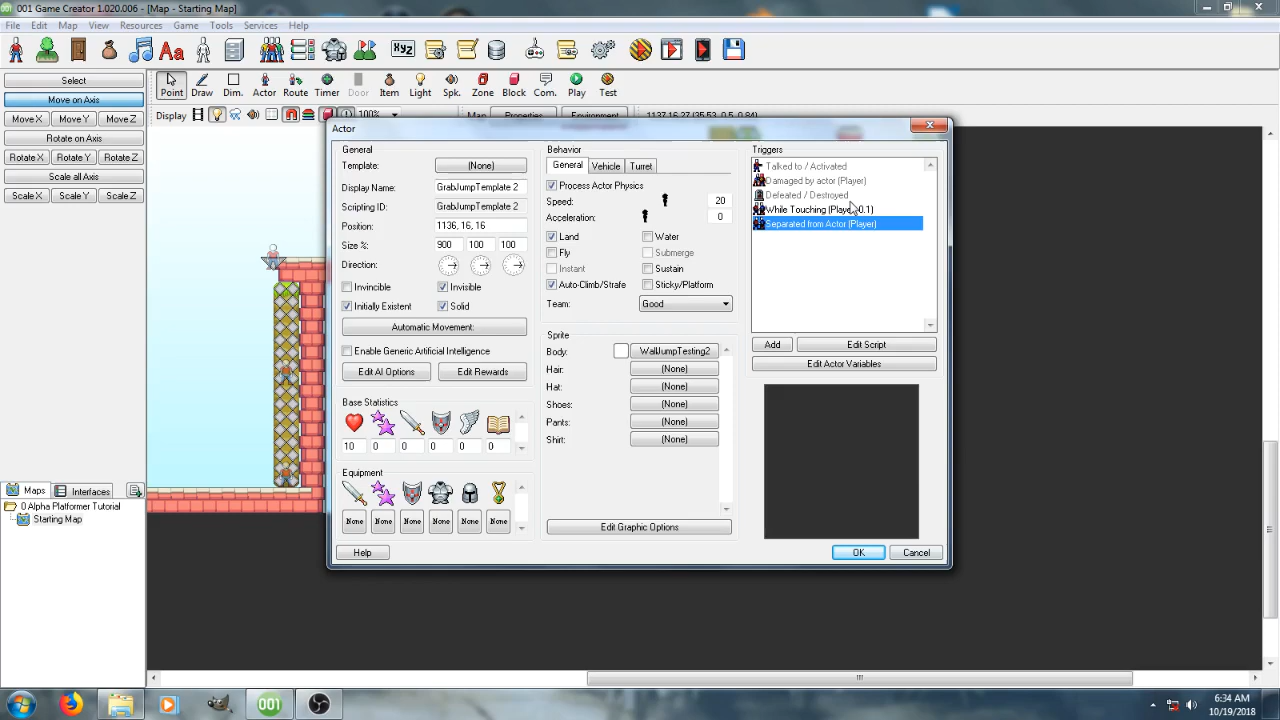 001 Game Creator 1.020.006 - [Map - Starting Map]
File Edit Map View Resources Game Tools Services Help
Select
Move on Axis
Move X Move Y Move Z
Rotate on Axis
Rotate X Rotate Y Rotate Z
Scale all Axis
Scale X Scale Y Scale Z
Point Draw Dim. Actor Route Timer Door Item Light Spk. Zone Block Com. Play Test
Display 100% Map Properties Environment 1137,16,27 (35.53, 0.5, 0.84)
Actor
General
Template: (None)
Display Name: GrabJumpTemplate 2
Scripting ID: GrabJumpTemplate 2
Position: 1136, 16, 16
Size %: 900 100 100
Direction:
Invincible Invisible
Initially Existent Solid
Automatic Movement:
Enable Generic Artificial Intelligence
Edit AI Options Edit Rewards
Base Statistics
10 0 0 0 0 0
Equipment
None None None None None None
Help
Behavior
General Vehicle Turret
Process Actor Physics
Speed: 20
Acceleration: 0
Land Water
Fly Submerge
Instant Sustain
Auto-Climb/Strafe Sticky/Platform
Team: Good
Sprite
Body: WallJumpTesting2
Hair: (None)
Hat: (None)
Shoes: (None)
Pants: (None)
Shirt: (None)
Edit Graphic Options
Triggers
Talked to / Activated
Damaged by actor (Player)
Defeated / Destroyed
While Touching (Player, 0.1)
Separated from Actor (Player)
Add Edit Script
Edit Actor Variables
OK Cancel
Maps Interfaces
0 Alpha Platformer Tutorial
Starting Map
001
6:34 AM
10/19/2018